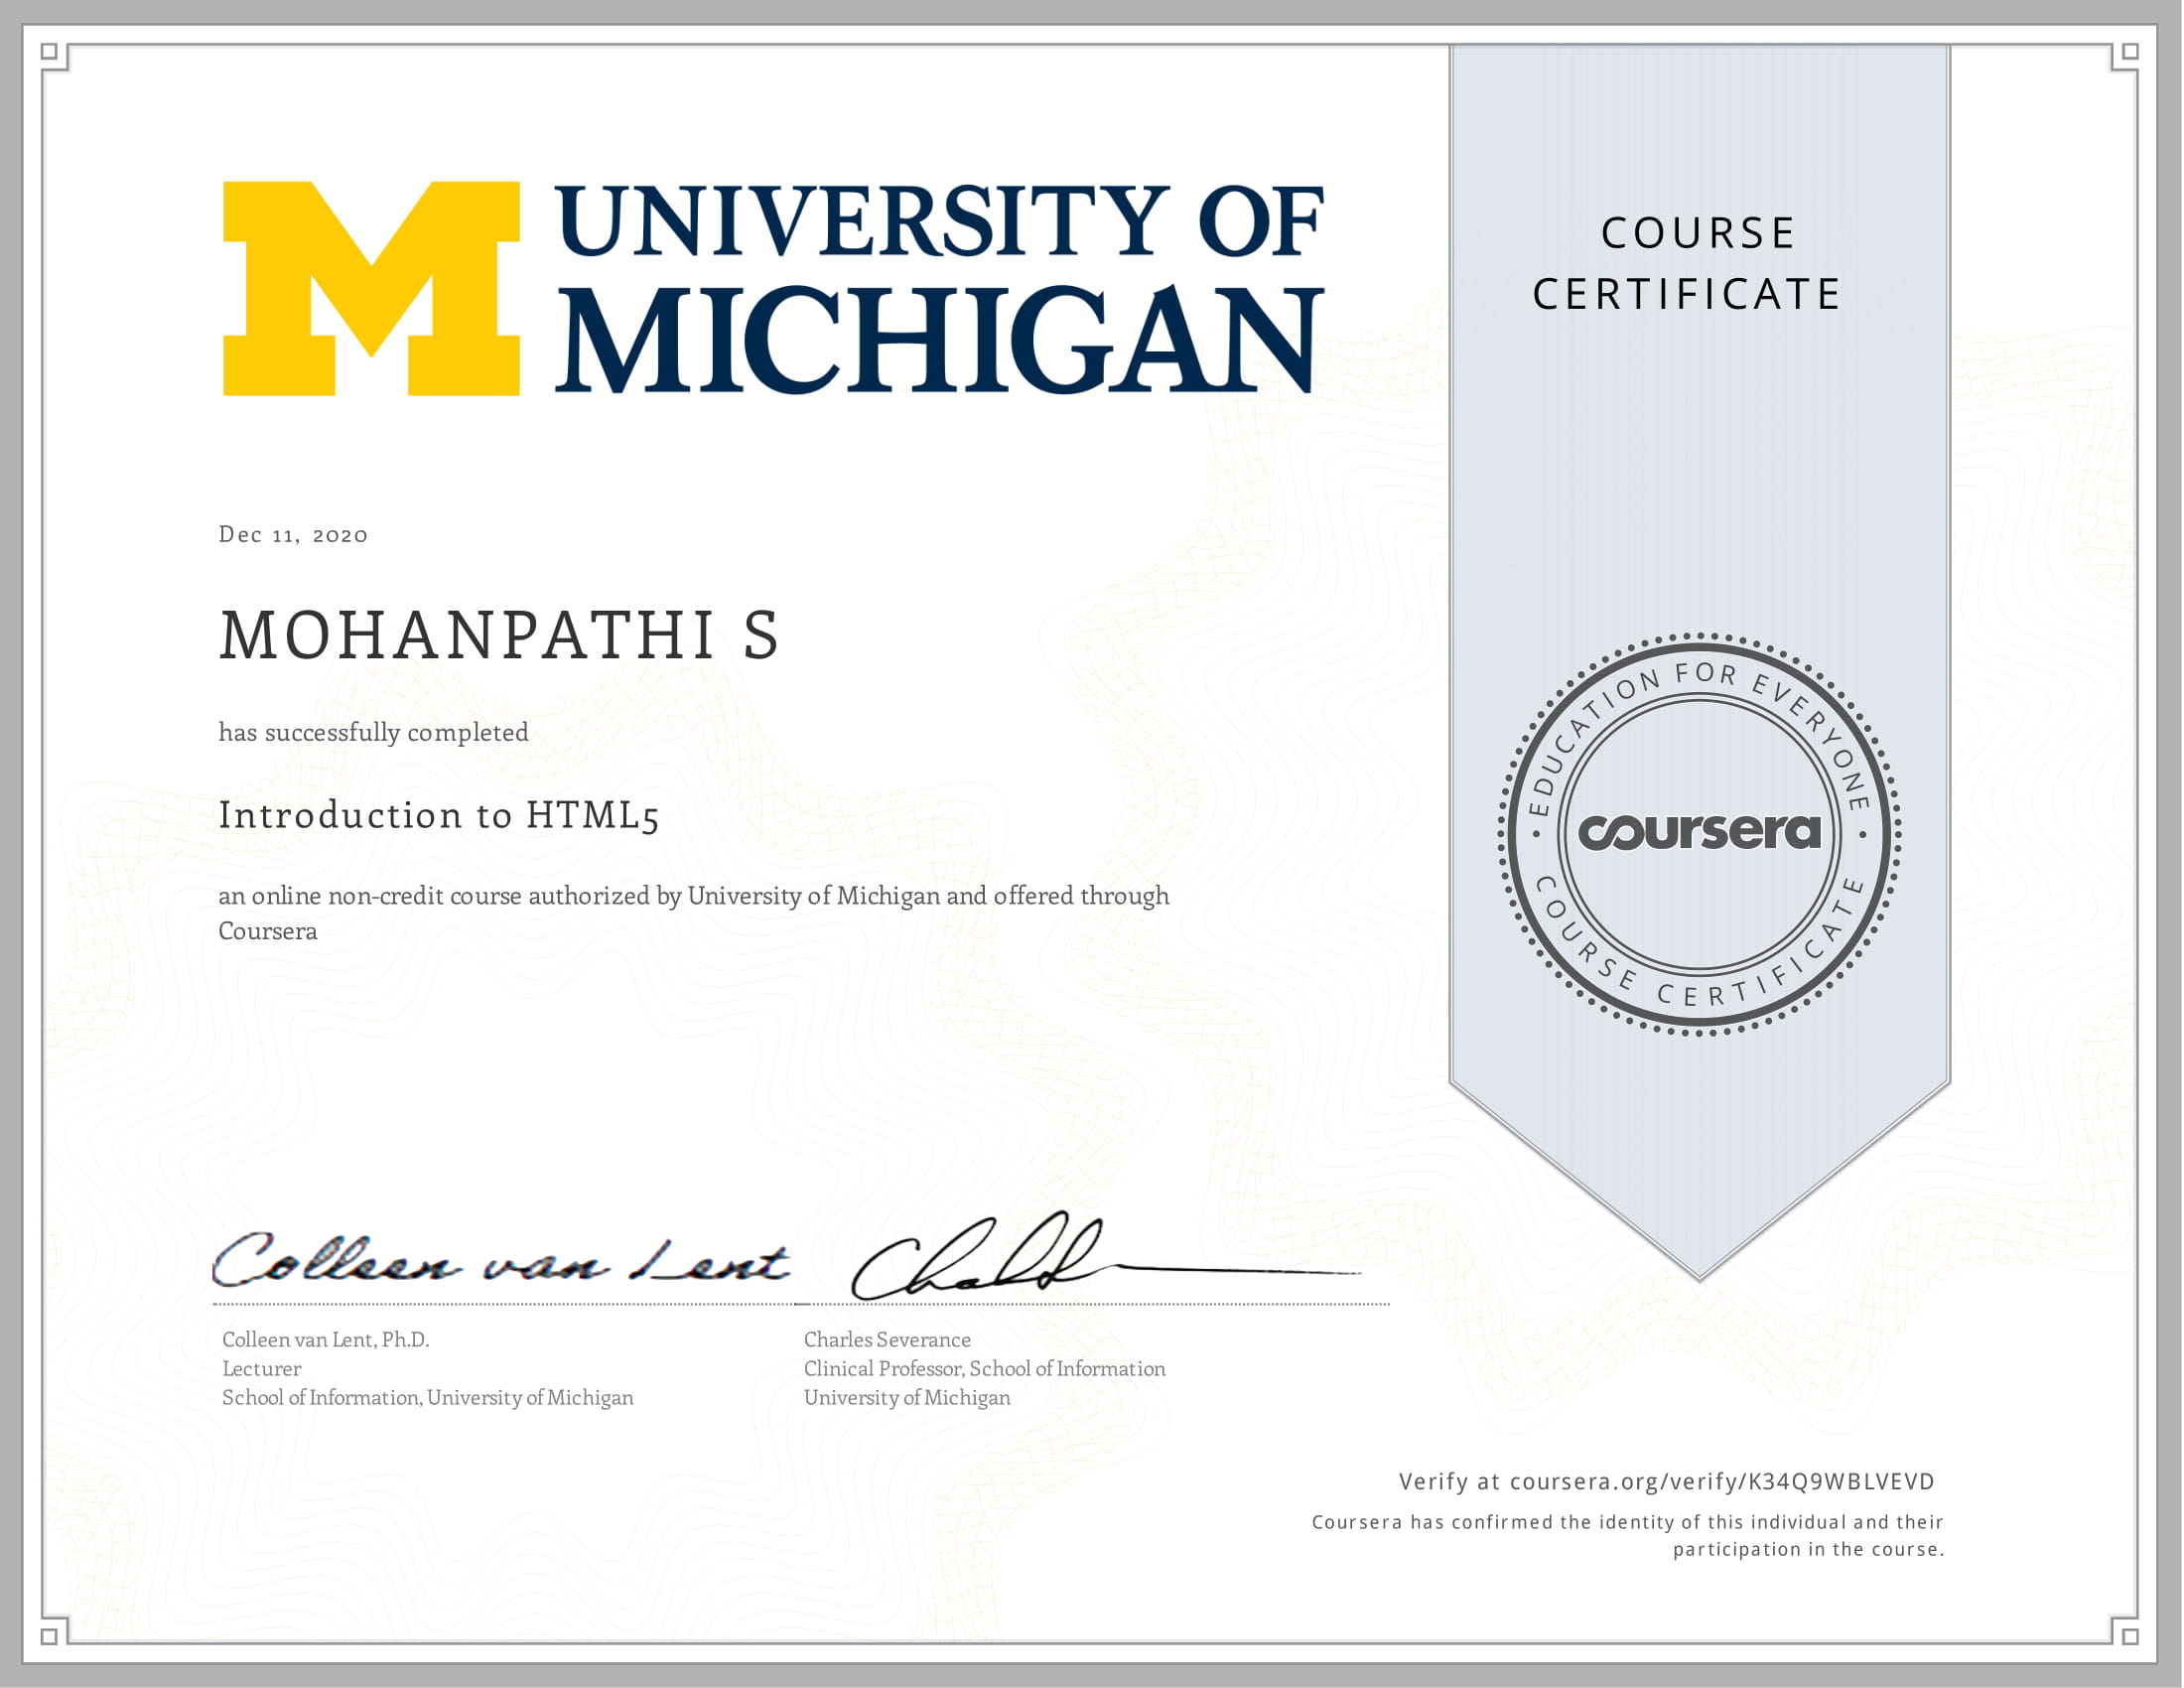 UNIVERSITY OF
MICHIGAN
COURSE
CERTIFICATE
Dec 11, 2020
MOHANPATHI S
has successfully completed
Introduction to HTML5
an online non-credit course authorized by University of Michigan and offered through
Coursera
EDUCATION FOR EVERYONE
coursera
COURSE CERTIFICATE
Colleen van Lent
Colleen van Lent, Ph.D.
Lecturer
School of Information, University of Michigan
Charles Severance
Clinical Professor, School of Information
University of Michigan
Verify at coursera.org/verify/K34Q9WBLVEVD
Coursera has confirmed the identity of this individual and their
participation in the course.